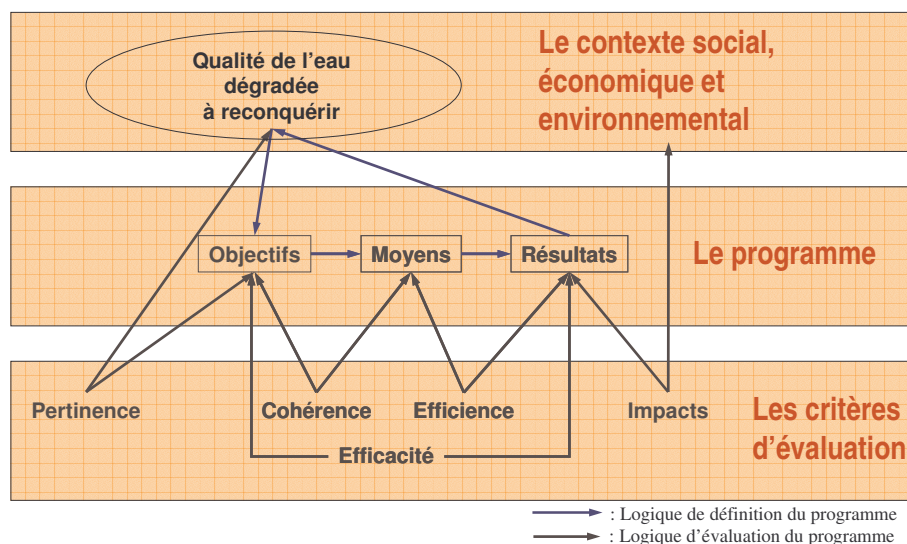 Qualité de l'eau
dégradée
à reconquérir
Le contexte social,
économique et
environnemental
Objectifs
Moyens
Résultats
Le programme
Pertinence
Cohérence
Efficience
Impacts
Efficacité
Les critères
d'évaluation
: Logique de définition du programme
: Logique d'évaluation du programme